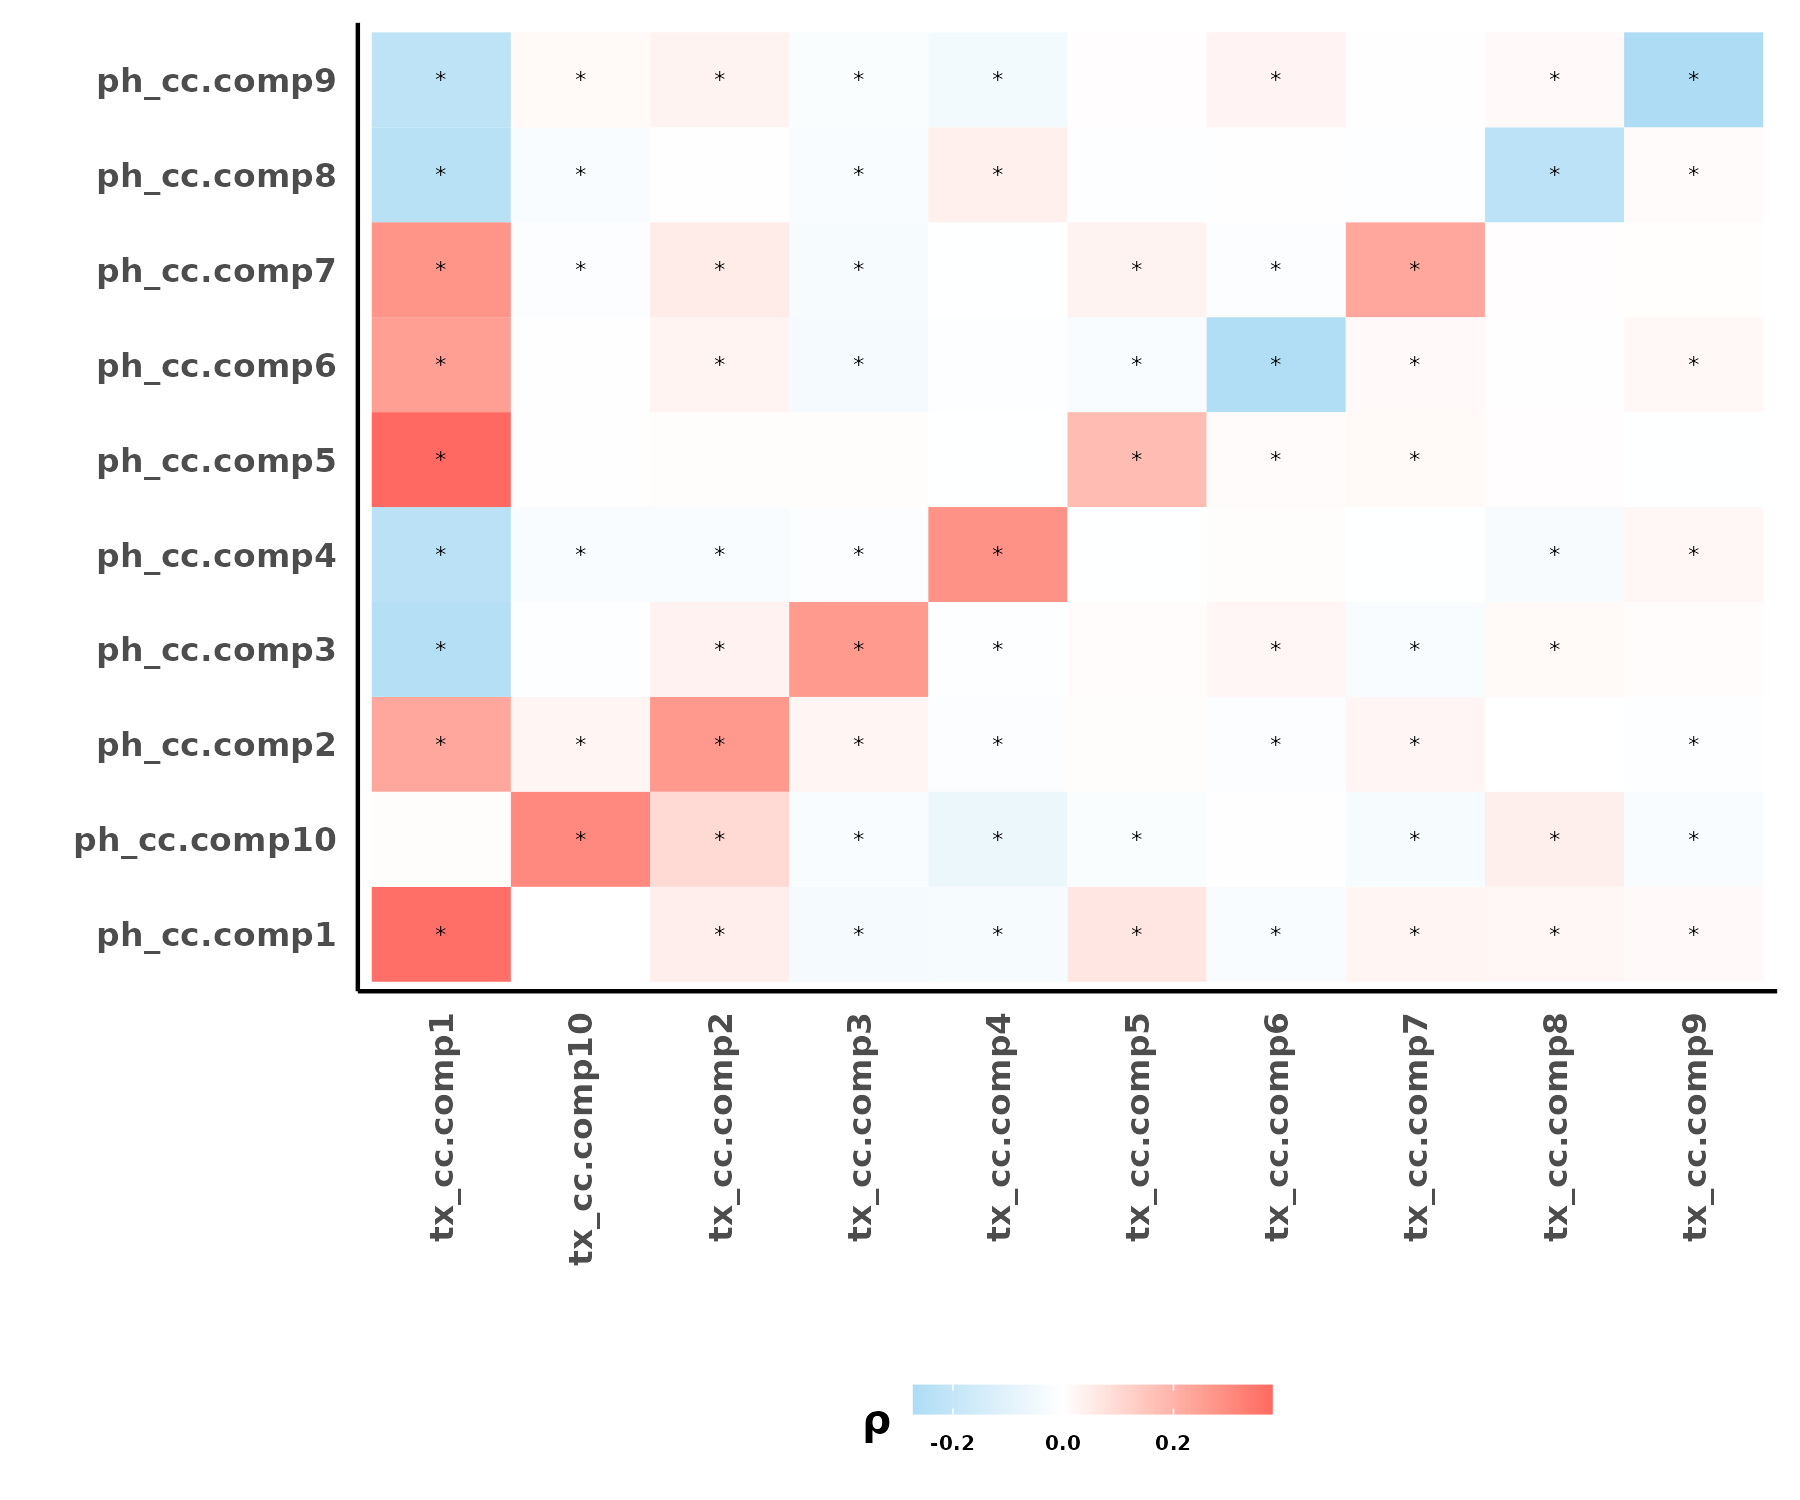 ph_cc.comp9 * * * * * * * *
ph_cc.comp8 * * * * * *
ph_cc.comp7 * * * * * * *
ph_cc.comp6 * * * * * * *
ph_cc.comp5 * * * *
ph_cc.comp4 * * * * * * *
ph_cc.comp3 * * * * * * *
ph_cc.comp2 * * * * * * * *
ph_cc.comp10 * * * * * * * *
ph_cc.comp1 * * * * * * * * *
tx_cc.comp1
tx_cc.comp10
tx_cc.comp2
tx_cc.comp3
tx_cc.comp4
tx_cc.comp5
tx_cc.comp6
tx_cc.comp7
tx_cc.comp8
tx_cc.comp9
ρ
-0.2 0.0 0.2